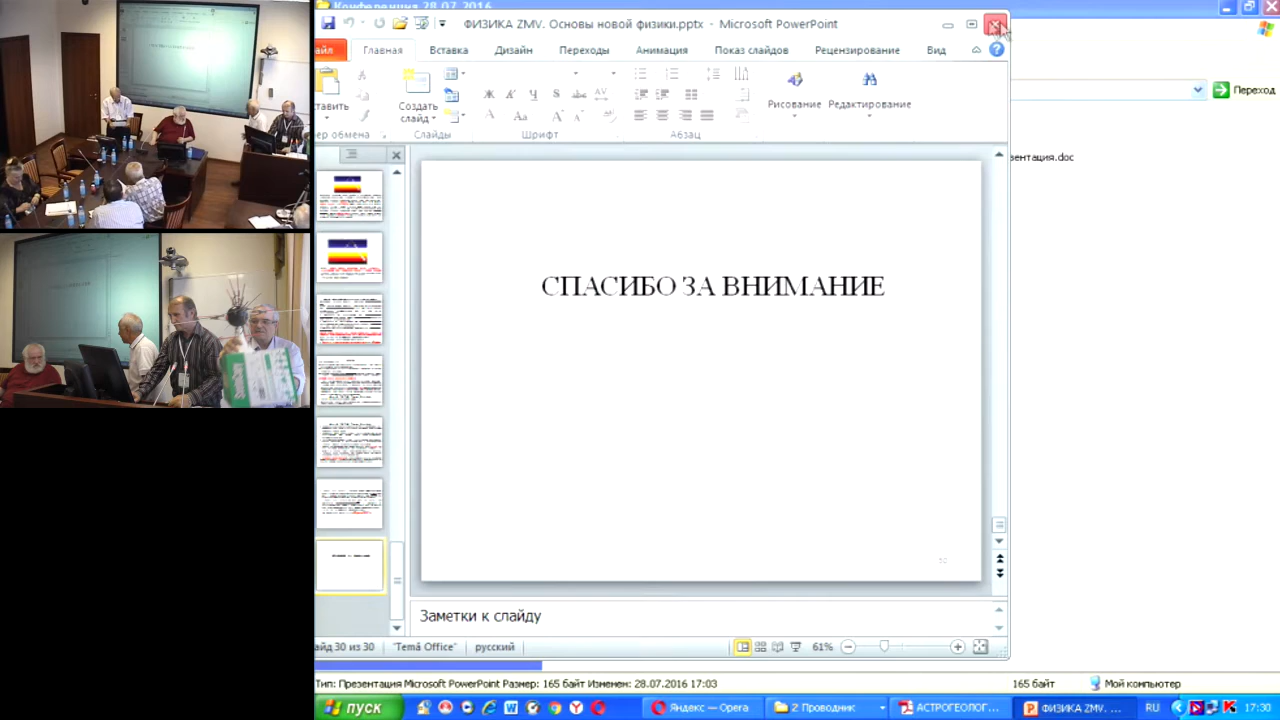 Конференция 28.07.2016
ФИЗИКА ZMV. Основы новой физики.pptx - Microsoft PowerPoint
айл Главная Вставка Дизайн Переходы Анимация Показ слайдов Рецензирование Вид
Переход
тавить
Создать слайд
Рисование
Редактирование
ер обмена Слайды Шрифт Абзац
зентация.doc
СПАСИБО ЗА ВНИМАНИЕ
Заметки к слайду
айд 30 из 30 "Тema Office" русский 61%
Тип: Презентация Microsoft PowerPoint Размер: 165 байт Изменен: 28.07.2016 17:03 165 байт Мой компьютер
пуск Яндекс — Opera 2 Проводник АСТРОГЕОЛОГ... ФИЗИКА ZMV. ... RU 17:30